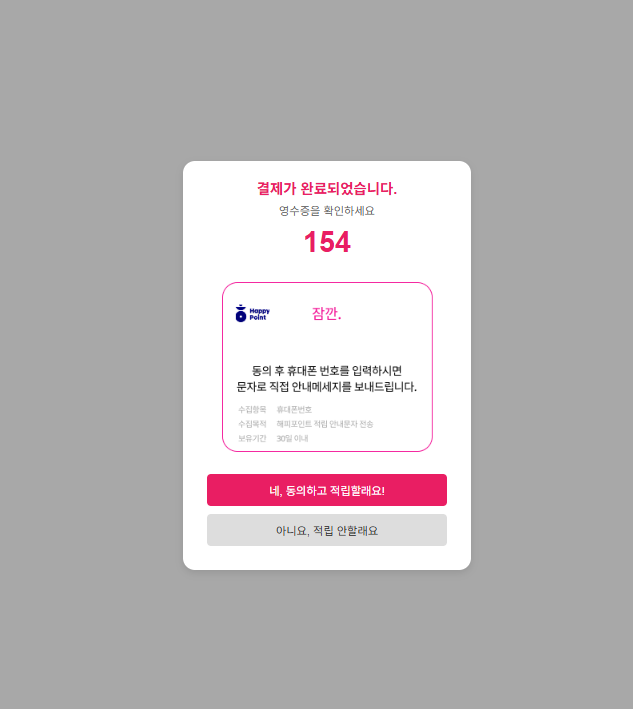 결제가 완료되었습니다.
영수증을 확인하세요
154
Happy
Point
잠깐.
동의 후 휴대폰 번호를 입력하시면
문자로 직접 안내메세지를 보내드립니다.
수집항목 휴대폰번호
수집목적 해피포인트 적립 안내문자 전송
보유기간 30일 이내
네, 동의하고 적립할래요!
아니요, 적립 안할래요